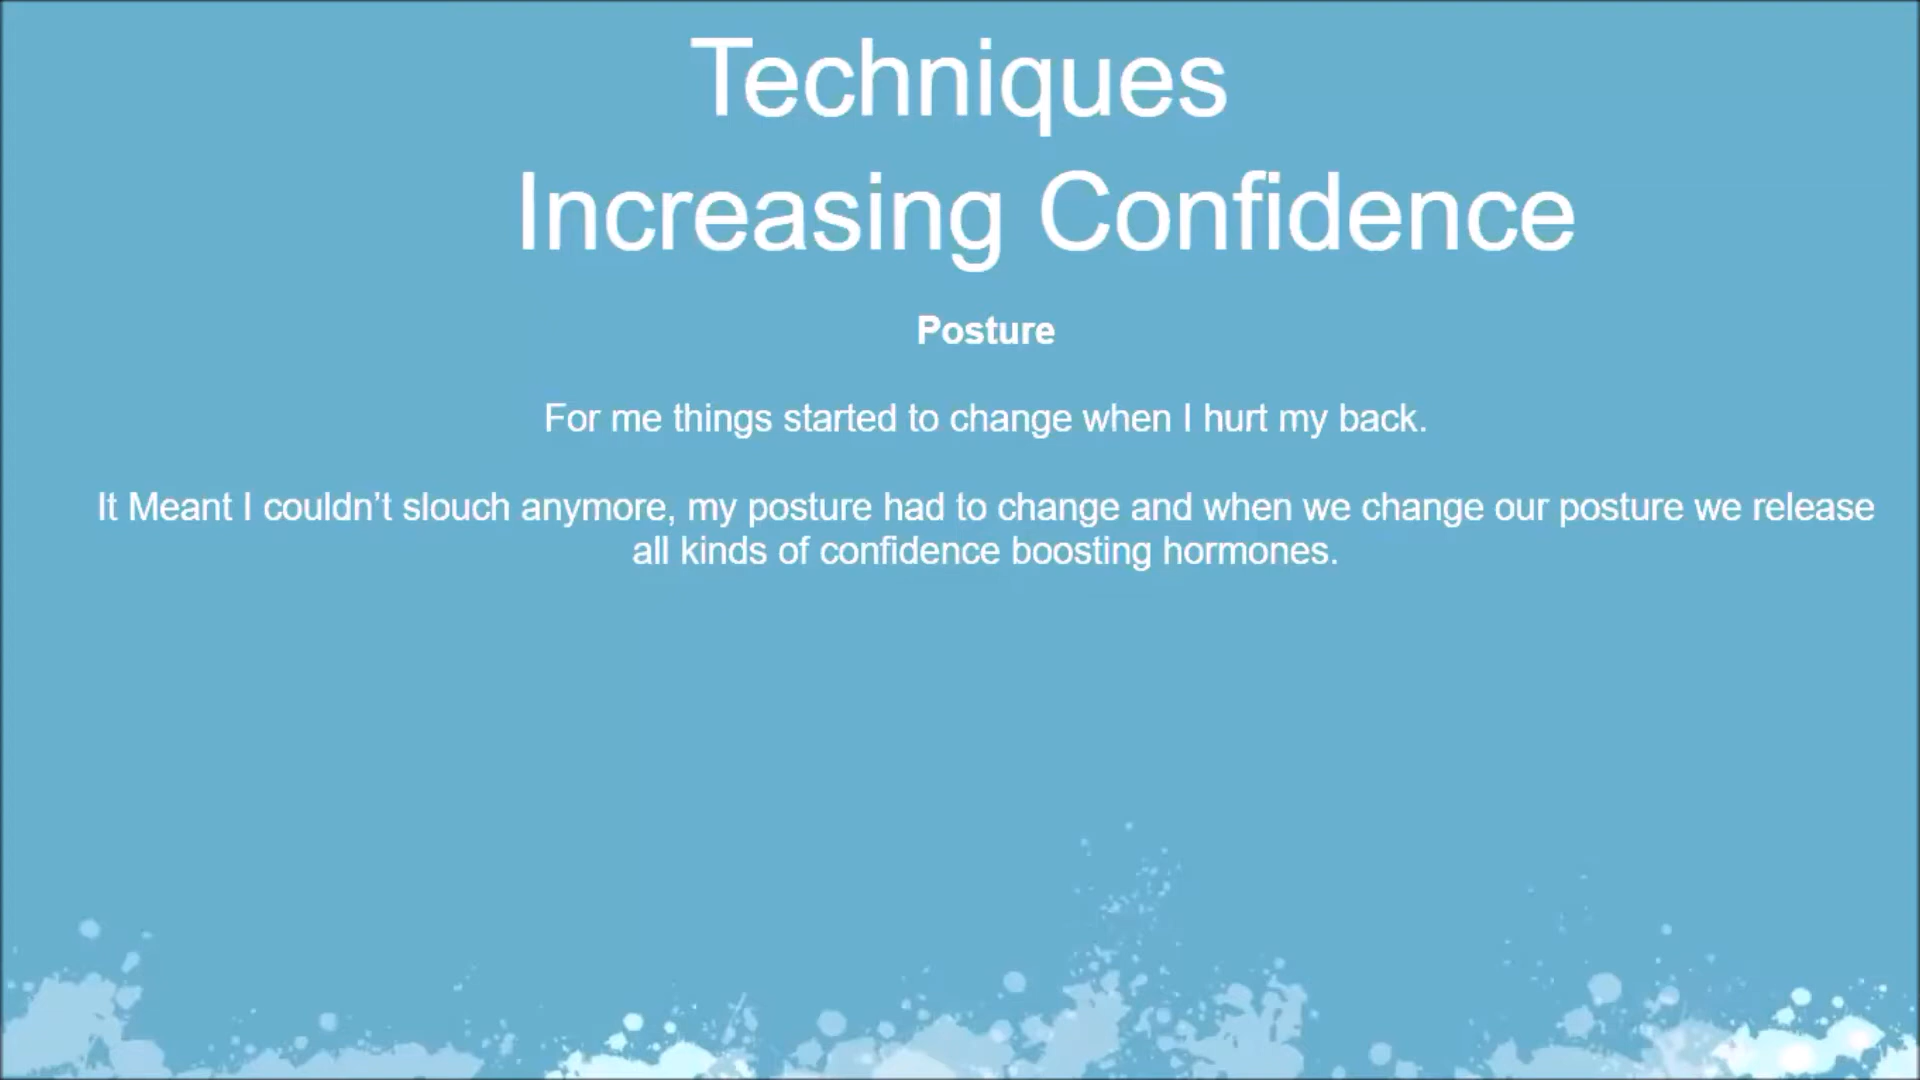 Techniques
Increasing Confidence
Posture
For me things started to change when I hurt my back.
It Meant I couldn’t slouch anymore, my posture had to change and when we change our posture we release
all kinds of confidence boosting hormones.